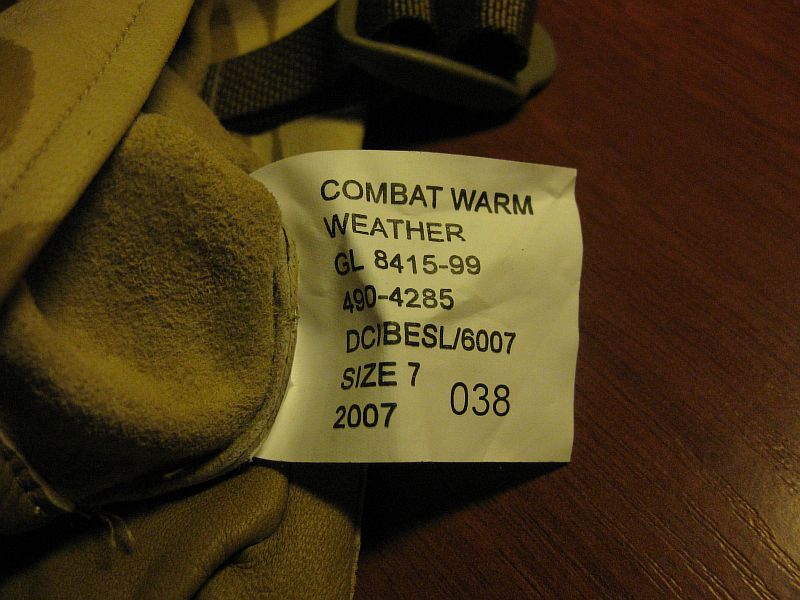 COMBAT WARM
WEATHER
GL 8415-99
490-4285
DC/BESL/6007
SIZE 7
2007 038